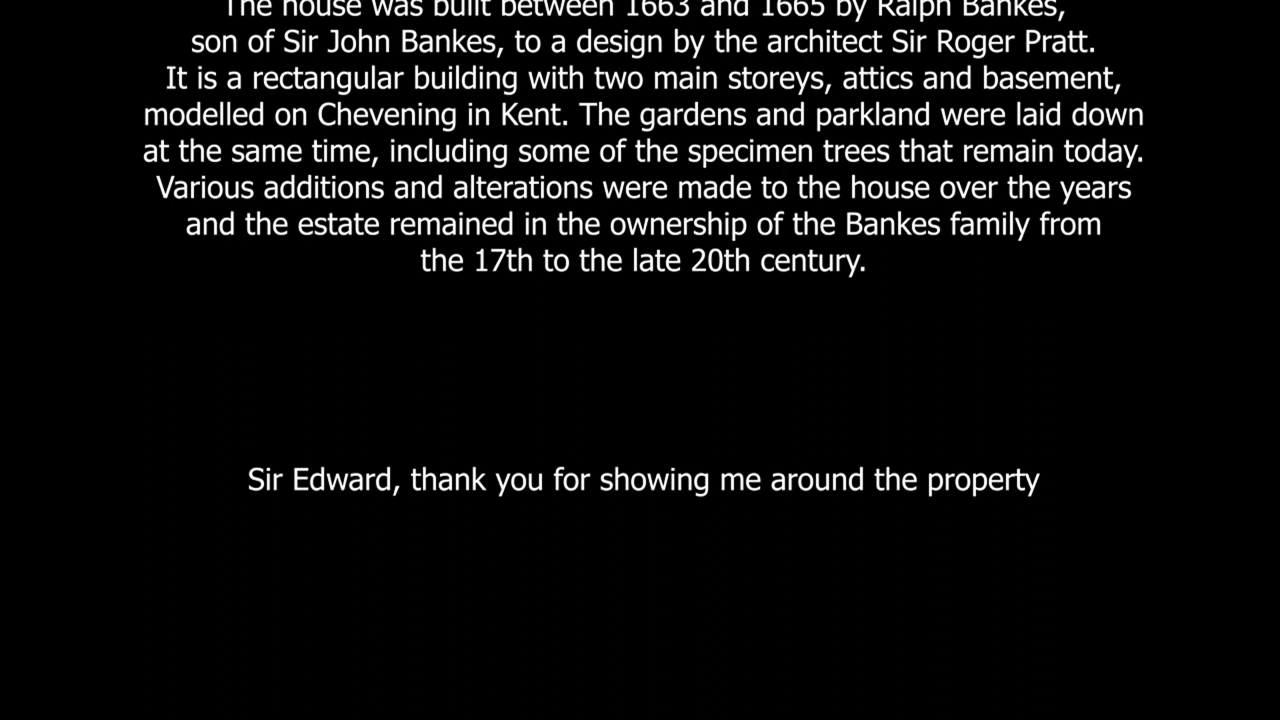 The house was built between 1663 and 1665 by Ralph Bankes,
son of Sir John Bankes, to a design by the architect Sir Roger Pratt.
It is a rectangular building with two main storeys, attics and basement,
modelled on Chevening in Kent. The gardens and parkland were laid down
at the same time, including some of the specimen trees that remain today.
Various additions and alterations were made to the house over the years
and the estate remained in the ownership of the Bankes family from
the 17th to the late 20th century.
Sir Edward, thank you for showing me around the property